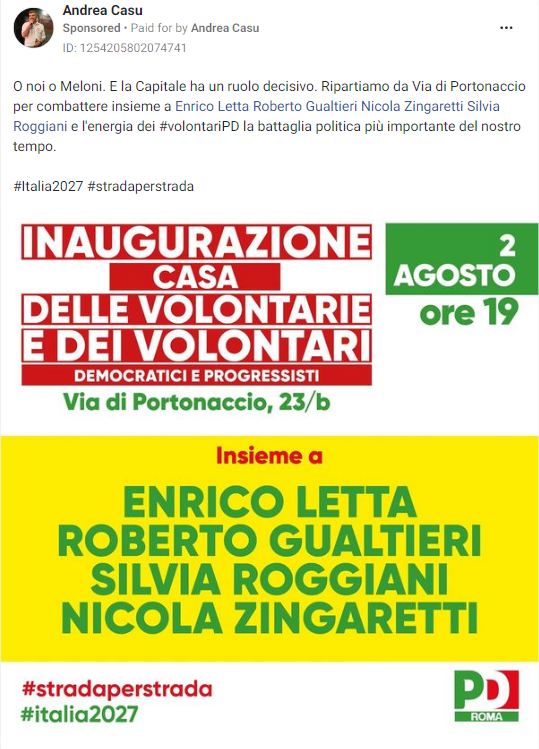 Andrea Casu
Sponsored • Paid for by Andrea Casu
ID: 1254205802074741
O noi o Meloni. E la Capitale ha un ruolo decisivo. Ripartiamo da Via di Portonaccio
per combattere insieme a Enrico Letta Roberto Gualtieri Nicola Zingaretti Silvia
Roggiani e l'energia dei #volontariPD la battaglia politica più importante del nostro
tempo.
#Italia2027 #stradaperstrada
INAUGURAZIONE
CASA
DELLE VOLONTARIE
E DEI VOLONTARI
DEMOCRATICI E PROGRESSISTI
Via di Portonaccio, 23/b
2
AGOSTO
ore 19
Insieme a
ENRICO LETTA
ROBERTO GUALTIERI
SILVIA ROGGIANI
NICOLA ZINGARETTI
#stradaperstrada
#italia2027
PD
ROMA